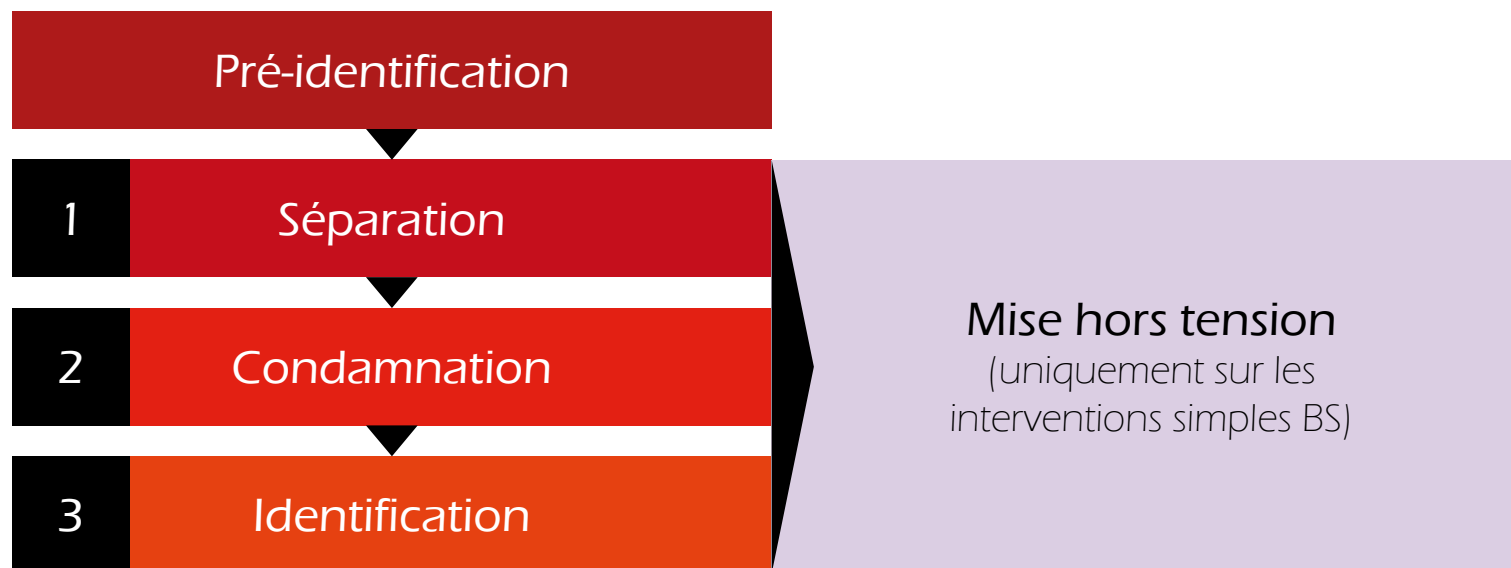 Pré-identification
1 Séparation
2 Condamnation
3 Identification
Mise hors tension
(uniquement sur les
interventions simples BS)